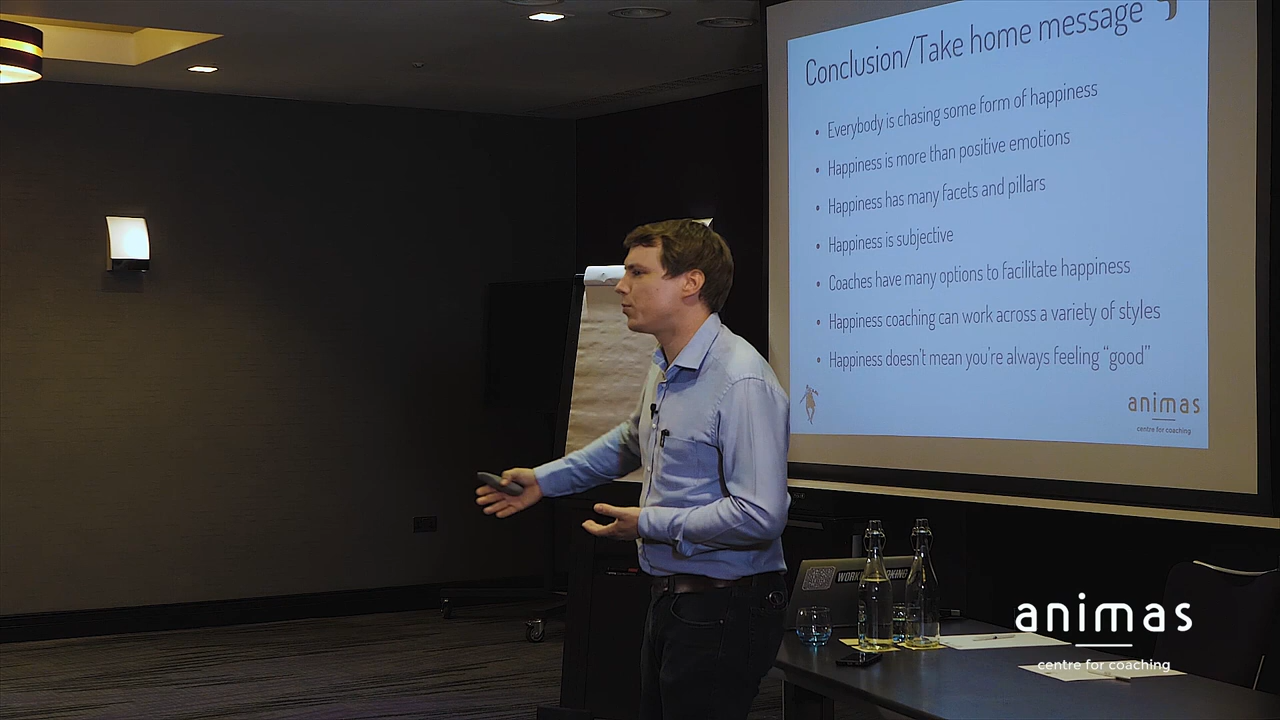 Conclusion/Take home message
• Everybody is chasing some form of happiness
• Happiness is more than positive emotions
• Happiness has many facets and pillars
• Happiness is subjective
• Coaches have many options to facilitate happiness
• Happiness coaching can work across a variety of styles
• Happiness doesn't mean you're always feeling "good"
animas
centre for coaching
animas
centre for coaching